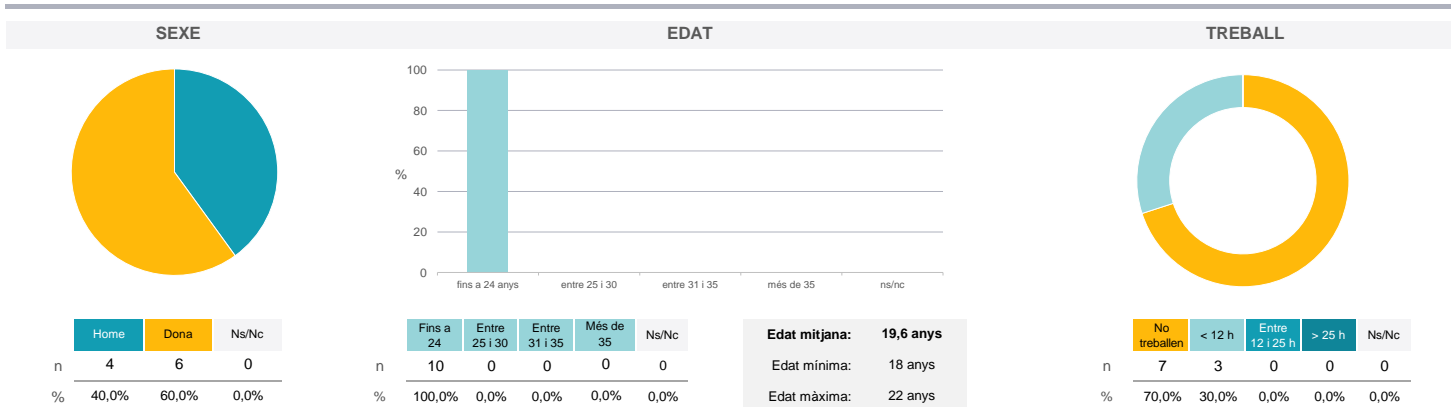 SEXE
EDAT
TREBALL
100
80
60
%
40
20
0
fins a 24 anys
entre 25 i 30
entre 31 i 35
més de 35
ns/nc
Home Dona Ns/Nc
n 4 6 0
% 40,0% 60,0% 0,0%
Fins a 24 Entre 25 i 30 Entre 31 i 35 Més de 35 Ns/Nc
n 10 0 0 0 0
% 100,0% 0,0% 0,0% 0,0% 0,0%
Edat mitjana: 19,6 anys
Edat mínima: 18 anys
Edat màxima: 22 anys
No treballen < 12 h Entre 12 i 25 h > 25 h Ns/Nc
n 7 3 0 0 0
% 70,0% 30,0% 0,0% 0,0% 0,0%